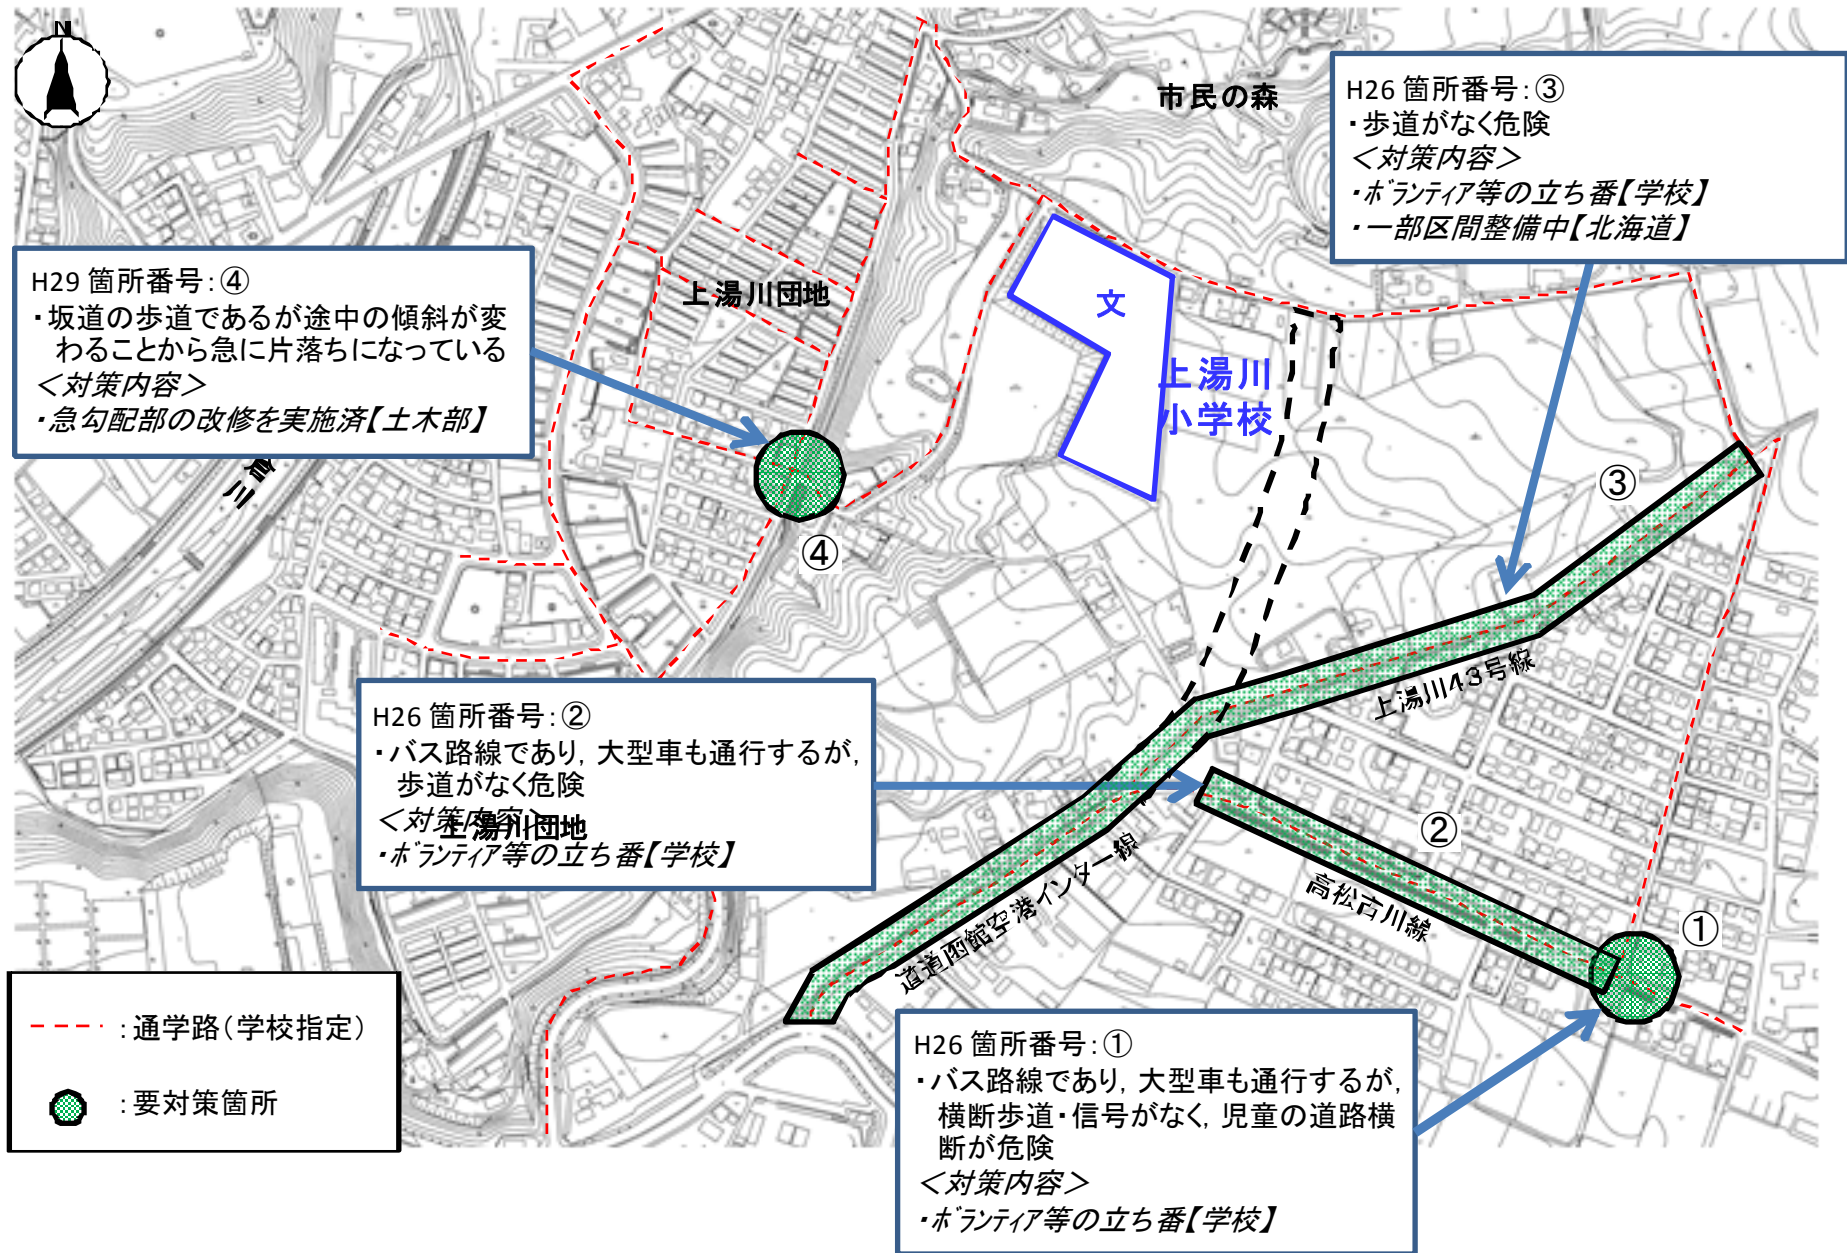 N
市民の森
H26 箇所番号：③
・歩道がなく危険
＜対策内容＞
・ボランティア等の立ち番【学校】
・一部区間整備中【北海道】
H29 箇所番号：④
・坂道の歩道であるが途中の傾斜が変
わることから急に片落ちになっている
＜対策内容＞
・急勾配部の改修を実施済【土木部】
上湯川団地
文
上湯川
小学校
倉川
③
④
上湯川43号線
H26 箇所番号：②
・バス路線であり，大型車も通行するが，
歩道がなく危険
＜対策内容＞
・ボランティア等の立ち番【学校】
上湯川団地
②
高松古川線
道道函館空港インター線
①
H26 箇所番号：①
・バス路線であり，大型車も通行するが，
横断歩道・信号がなく，児童の道路横
断が危険
＜対策内容＞
・ボランティア等の立ち番【学校】
：通学路（学校指定）
：要対策箇所